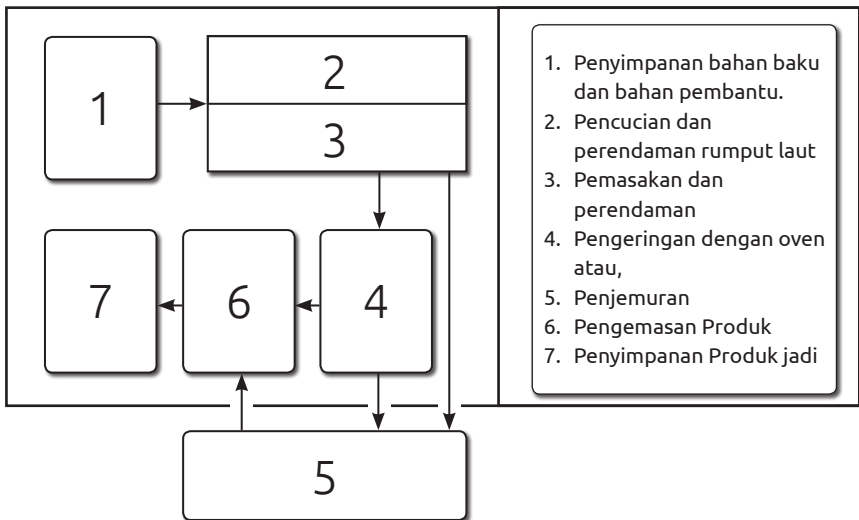 1
2
3
7
6
4
5
1. Penyimpanan bahan baku
dan bahan pembantu.
2. Pencucian dan
perendaman rumput laut
3. Pemasakan dan
perendaman
4. Pengeringan dengan oven
atau,
5. Penjemuran
6. Pengemasan Produk
7. Penyimpanan Produk jadi